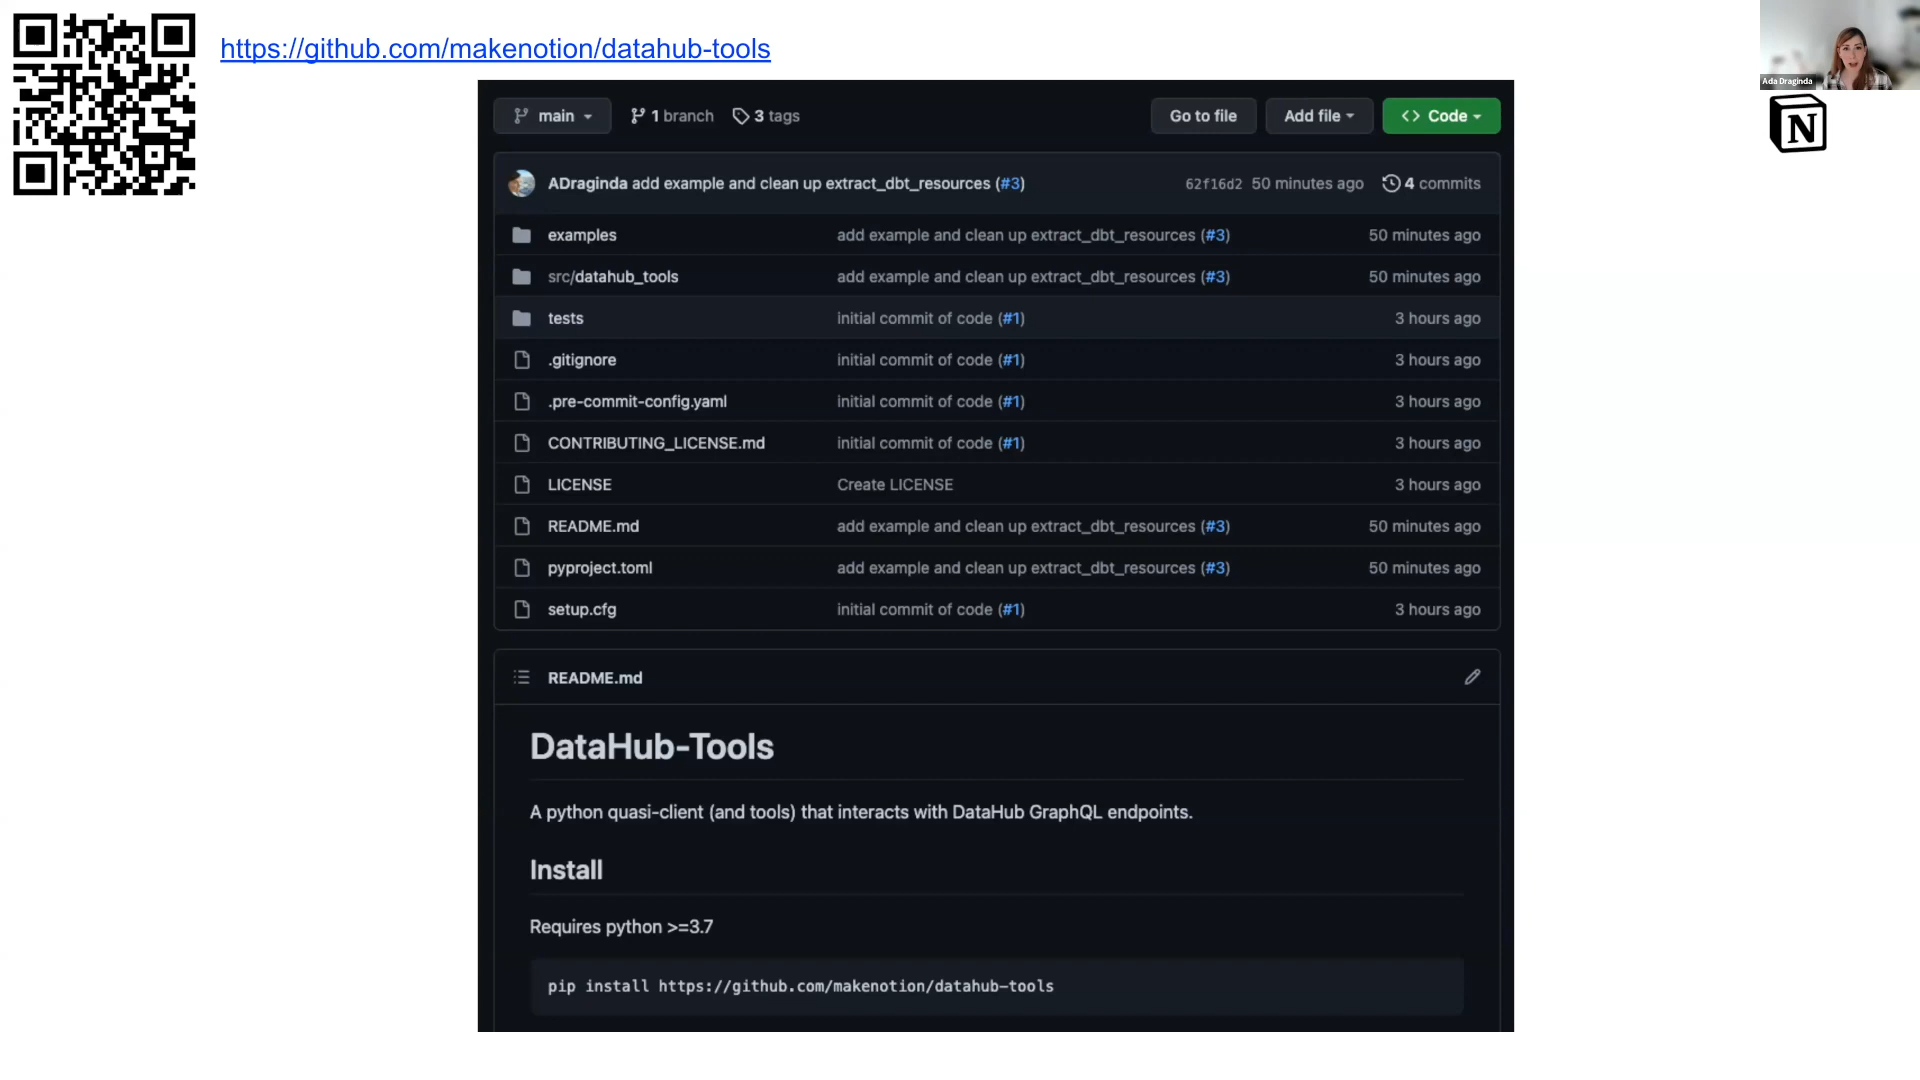 https://github.com/makenotion/datahub-tools
Ada Draginda
N
main
1 branch
3 tags
Go to file
Add file
<> Code
ADraginda add example and clean up extract_dbt_resources (#3)
62f16d2 50 minutes ago
4 commits
examples add example and clean up extract_dbt_resources (#3) 50 minutes ago
src/datahub_tools add example and clean up extract_dbt_resources (#3) 50 minutes ago
tests initial commit of code (#1) 3 hours ago
.gitignore initial commit of code (#1) 3 hours ago
.pre-commit-config.yaml initial commit of code (#1) 3 hours ago
CONTRIBUTING_LICENSE.md initial commit of code (#1) 3 hours ago
LICENSE Create LICENSE 3 hours ago
README.md add example and clean up extract_dbt_resources (#3) 50 minutes ago
pyproject.toml add example and clean up extract_dbt_resources (#3) 50 minutes ago
setup.cfg initial commit of code (#1) 3 hours ago
README.md
DataHub-Tools
A python quasi-client (and tools) that interacts with DataHub GraphQL endpoints.
Install
Requires python >=3.7
pip install https://github.com/makenotion/datahub-tools